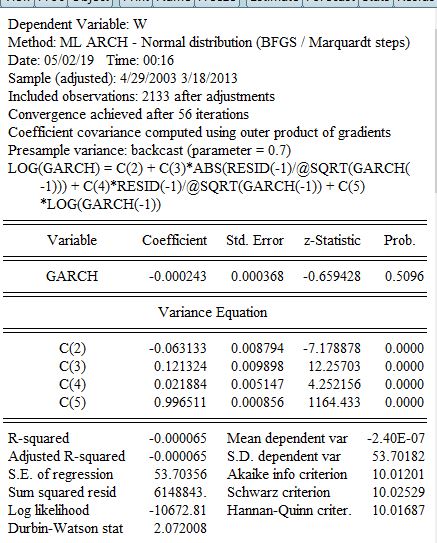 Dependent Variable: W
Method: ML ARCH - Normal distribution (BFGS / Marquardt steps)
Date: 05/02/19 Time: 00:16
Sample (adjusted): 4/29/2003 3/18/2013
Included observations: 2133 after adjustments
Convergence achieved after 56 iterations
Coefficient covariance computed using outer product of gradients
Presample variance: backcast (parameter = 0.7)
LOG(GARCH) = C(2) + C(3)*ABS(RESID(-1)/@SQRT(GARCH(
-1))) + C(4)*RESID(-1)/@SQRT(GARCH(-1)) + C(5)
*LOG(GARCH(-1))
Variable Coefficient Std. Error z-Statistic Prob.
GARCH -0.000243 0.000368 -0.659428 0.5096
Variance Equation
C(2) -0.063133 0.008794 -7.178878 0.0000
C(3) 0.121324 0.009898 12.25703 0.0000
C(4) 0.021884 0.005147 4.252156 0.0000
C(5) 0.996511 0.000856 1164.433 0.0000
R-squared -0.000065 Mean dependent var -2.40E-07
Adjusted R-squared -0.000065 S.D. dependent var 53.70182
S.E. of regression 53.70356 Akaike info criterion 10.01201
Sum squared resid 6148843. Schwarz criterion 10.02529
Log likelihood -10672.81 Hannan-Quinn criter. 10.01687
Durbin-Watson stat 2.072008